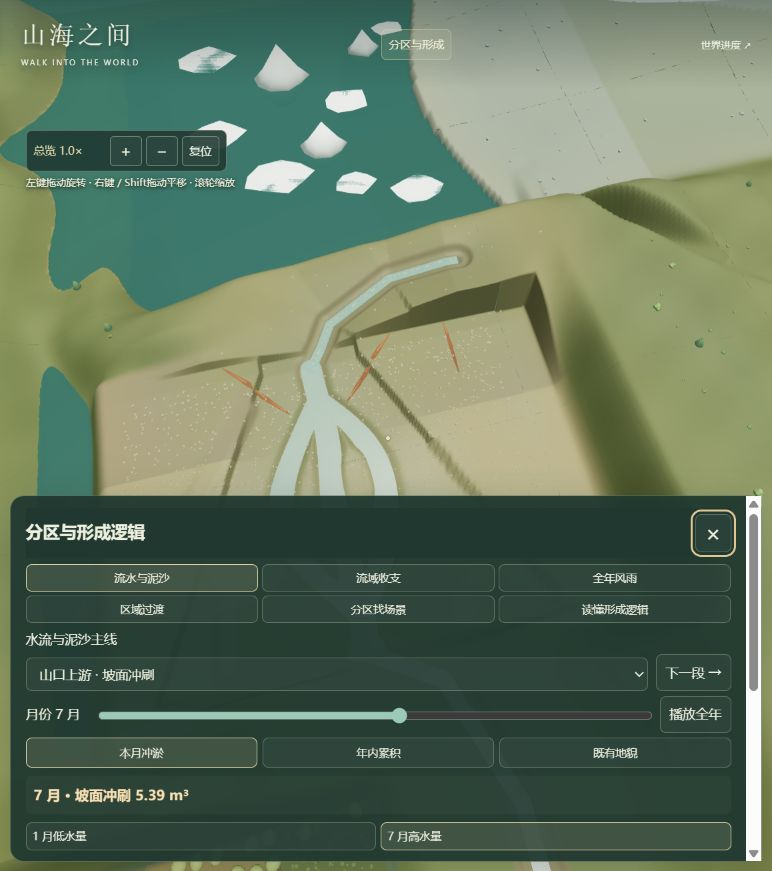 山海之间
WALK INTO THE WORLD
分区与形成
世界进度 ↗
总览 1.0× + − 复位
左键拖动旋转 · 右键 / Shift拖动平移 · 滚轮缩放
分区与形成逻辑 ×
流水与泥沙 流域收支 全年风雨
区域过渡 分区找场景 读懂形成逻辑
水流与泥沙主线
山口上游 · 坡面冲刷 下一段 →
月份 7 月 播放全年
本月冲淤 年内累积 既有地貌
7 月 • 坡面冲刷 5.39 m³
1 月低水量 7 月高水量